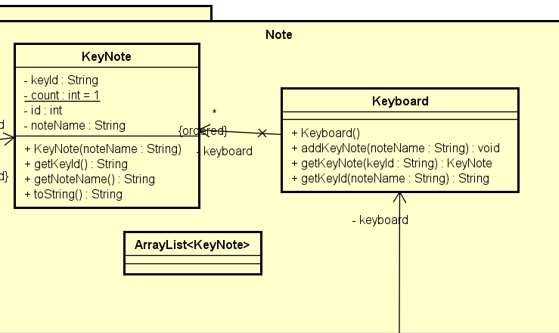 Note
KeyNote
- keyId : String
- count : int = 1
- id : int
- noteName : String
+ KeyNote(noteName : String)
+ getKeyId() : String
+ getNoteName() : String
+ toString() : String
d
d}
*
{ordered}
- keyboard
Keyboard
+ Keyboard()
+ addKeyNote(noteName : String) : void
+ getKeyNote(keyId : String) : KeyNote
+ getKeyId(noteName : String) : String
- keyboard
ArrayList<KeyNote>